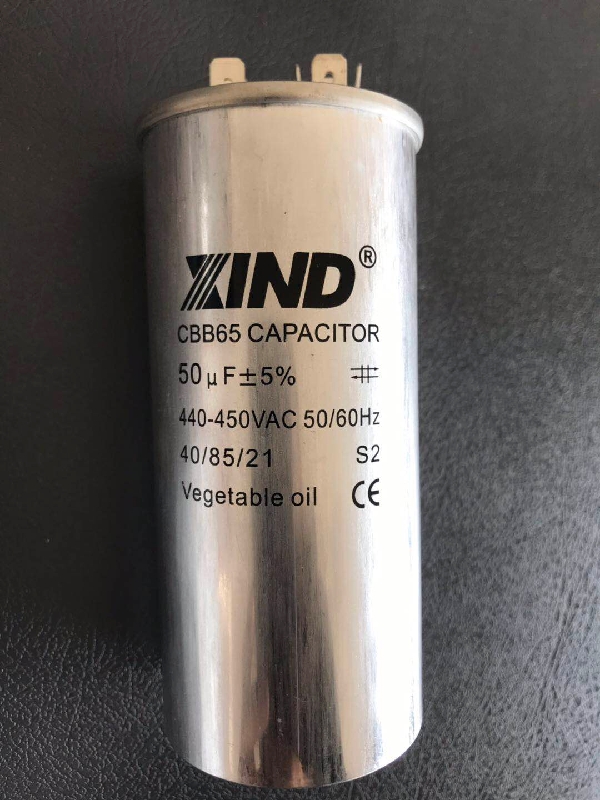 XIND®
CBB65 CAPACITOR
50μF±5%
440-450VAC 50/60Hz
40/85/21 S2
Vegetable oil CE